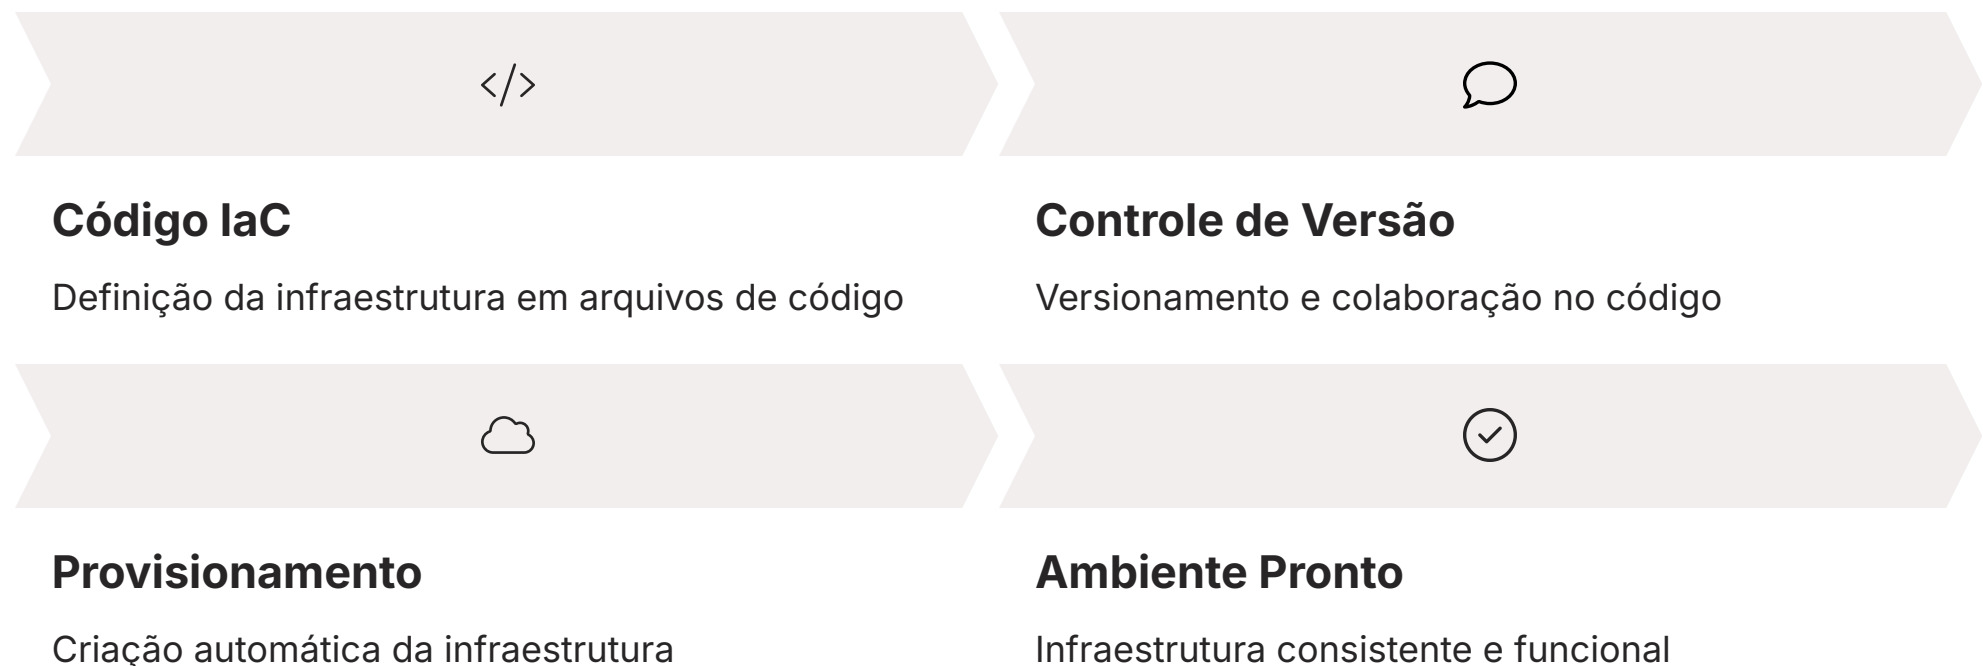 Código IaC
Definição da infraestrutura em arquivos de código
Controle de Versão
Versionamento e colaboração no código
Provisionamento
Criação automática da infraestrutura
Ambiente Pronto
Infraestrutura consistente e funcional